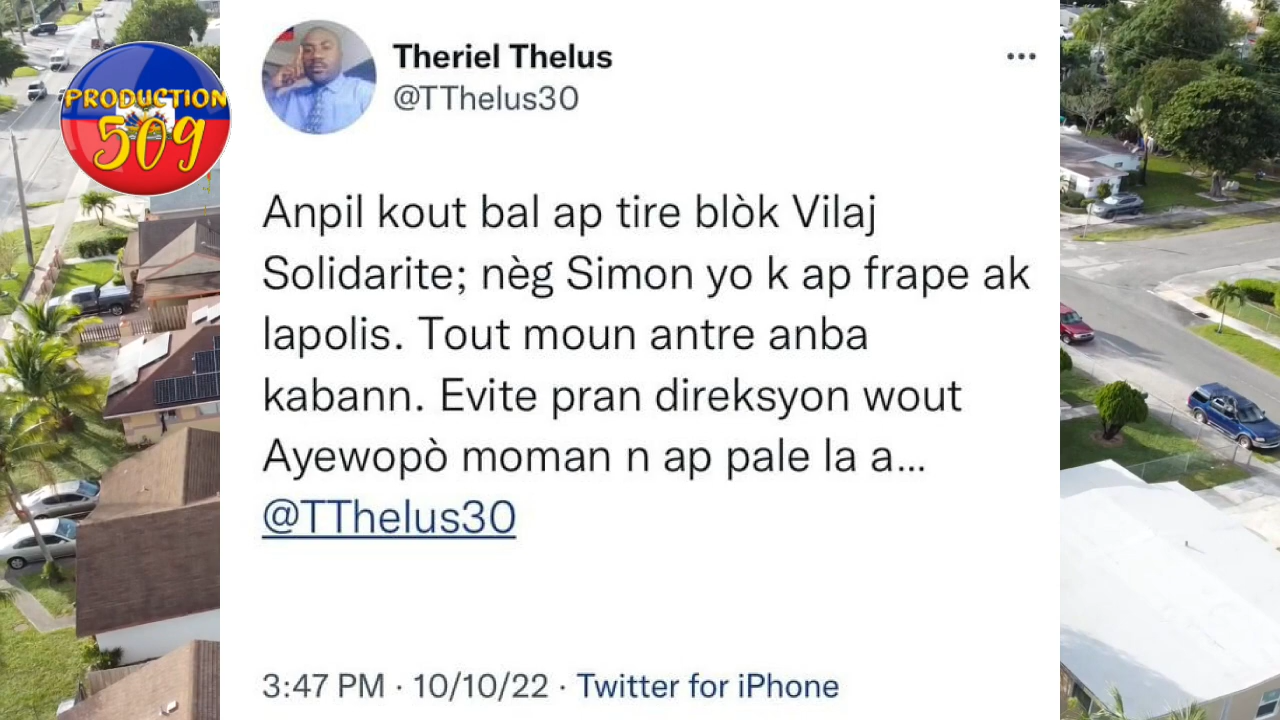 PRODUCTION
509
Theriel Thelus
@TThelus30
Anpil kout bal ap tire blòk Vilaj
Solidarite; nèg Simon yo k ap frape ak
lapolis. Tout moun antre anba
kabann. Evite pran direksyon wout
Ayewopò moman n ap pale la a...
@TThelus30
3:47 PM · 10/10/22 · Twitter for iPhone